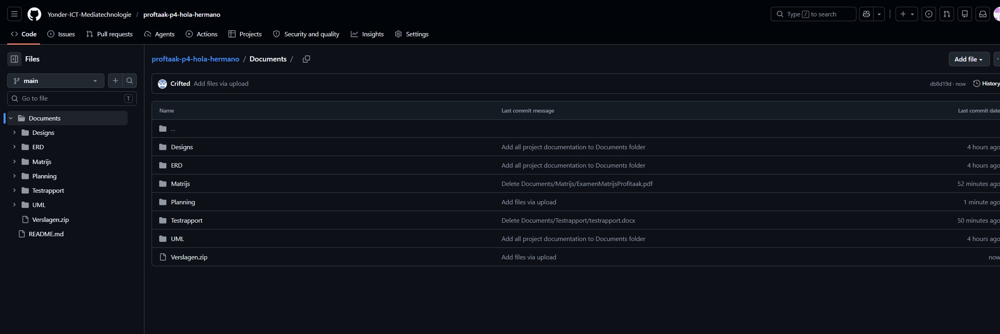 Yonder-ICT-Mediatechnologie / proftaak-p4-hola-hermano
Type / to search
Code Issues Pull requests Agents Actions Projects Security and quality Insights Settings
Files
proftaak-p4-hola-hermano / Documents /
Add file
main
Crifted Add files via upload
db8d19d · now History
Go to file T
Name Last commit message Last commit date
Documents
..
Designs
ERD
Matrijs
Planning
Testrapport
UML
Verslagen.zip
README.md
Designs Add all project documentation to Documents folder 4 hours ago
ERD Add all project documentation to Documents folder 4 hours ago
Matrijs Delete Documents/Matrijs/ExamenMatrijsProfitaak.pdf 52 minutes ago
Planning Add files via upload 1 minute ago
Testrapport Delete Documents/Testrapport/testrapport.docx 50 minutes ago
UML Add all project documentation to Documents folder 4 hours ago
Verslagen.zip Add files via upload now